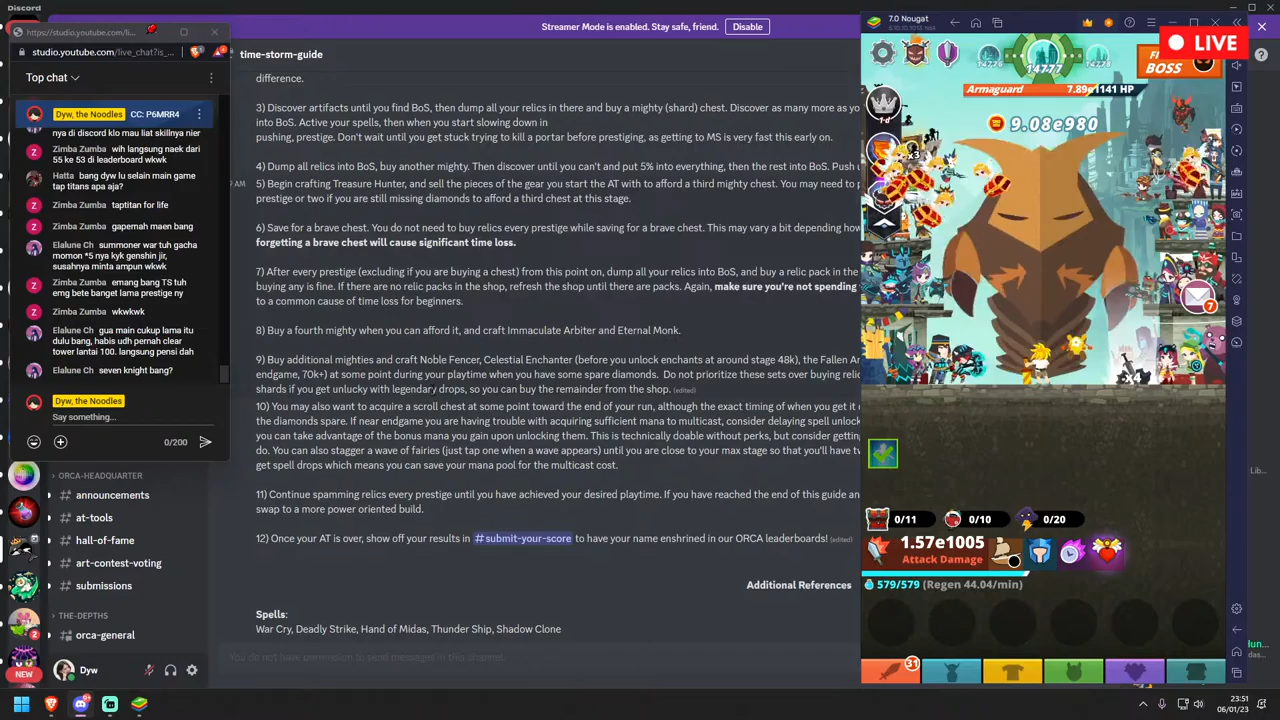 Discord
https://studio.youtube.com/live_chat?is_...
studio.youtube.com/live_chat?is_...
Top chat
Dyw, the Noodles CC: P6MRR4
nya di discord klo mau liat skillnya nier
Zimba Zumba wih langsung naek dari
55 ke 53 di leaderboard wkwk
Hatta bang dyw lu selain main game
tap titans apa aja?
Zimba Zumba taptitan for life
Zimba Zumba gapernah maen bang
Elalune Ch summoner war tuh gacha
momon *5 nya kyk genshin jir,
susahnya minta ampun wkwk
Zimba Zumba emang bang TS tuh
emg bete banget lama prestige ny
Zimba Zumba wkwkwk
Elalune Ch gua main cukup lama itu
dulu bang, habis udh pernah clear
tower lantai 100. langsung pensi dah
Elalune Ch seven knight bang?
Dyw, the Noodles
Say something...
0/200
ORCA-HEADQUARTER
# announcements
# at-tools
# hall-of-fame
# art-contest-voting
# submissions
THE-DEPTHS
# orca-general
2
NEW
Dyw
Streamer Mode is enabled. Stay safe, friend. Disable
time-storm-guide
difference.
3) Discover artifacts until you find BoS, then dump all your relics in there and buy a mighty (shard) chest. Discover as many more as yo
into BoS. Active your spells, then when you start slowing down in
pushing, prestige. Don't wait until you get stuck trying to kill a portar before prestiging, as getting to MS is very fast this early on.
4) Dump all relics into BoS, buy another mighty. Then discover until you can't and put 5% into everything, then the rest into BoS. Push u
AM
5) Begin crafting Treasure Hunter, and sell the pieces of the gear you start the AT with to afford a third mighty chest. You may need to p
prestige or two if you are still missing diamonds to afford a third chest at this stage.
6) Save for a brave chest. You do not need to buy relics every prestige while saving for a brave chest. This may vary a bit depending how
forgetting a brave chest will cause significant time loss.
7) After every prestige (excluding if you are buying a chest) from this point on, dump all your relics into BoS, and buy a relic pack in the
buying any is fine. If there are no relic packs in the shop, refresh the shop until there are packs. Again, make sure you're not spending
to a common cause of time loss for beginners.
8) Buy a fourth mighty when you can afford it, and craft Immaculate Arbiter and Eternal Monk.
9) Buy additional mighties and craft Noble Fencer, Celestial Enchanter (before you unlock enchants at around stage 48k), the Fallen An
endgame, 70k+) at some point during your playtime when you have some spare diamonds. Do not prioritize these sets over buying relic
shards if you get unlucky with legendary drops, so you can buy the remainder from the shop. (edited)
10) You may also want to acquire a scroll chest at some point toward the end of your run, although the exact timing of when you get it
the diamonds spare. If near endgame you are having trouble with acquiring sufficient mana to multicast, consider delaying spell unlock
you can take advantage of the bonus mana you gain upon unlocking them. This is technically doable without perks, but consider getting
do. You can also stagger a wave of fairies (just tap one when a wave appears) until you are close to your max stage so that you'll have tw
get spell drops which means you can save your mana pool for the multicast cost.
11) Continue spamming relics every prestige until you have achieved your desired playtime. If you have reached the end of this guide an
swap to a more power oriented build.
12) Once your AT is over, show off your results in # submit-your-score to have your name enshrined in our ORCA leaderboards! (edited)
Additional References
Spells:
War Cry, Deadly Strike, Hand of Midas, Thunder Ship, Shadow Clone
You do not have permission to send messages in this channel.
7.0 Nougat
LIVE
14776
14777
14778
BOSS
Armaguard 7.89e1141 HP
9.08e980
1d
x3
7
0/11
0/10
0/20
1.57e1005
Attack Damage
579/579 (Regen 44.04/min)
31
23:51
06/01/23